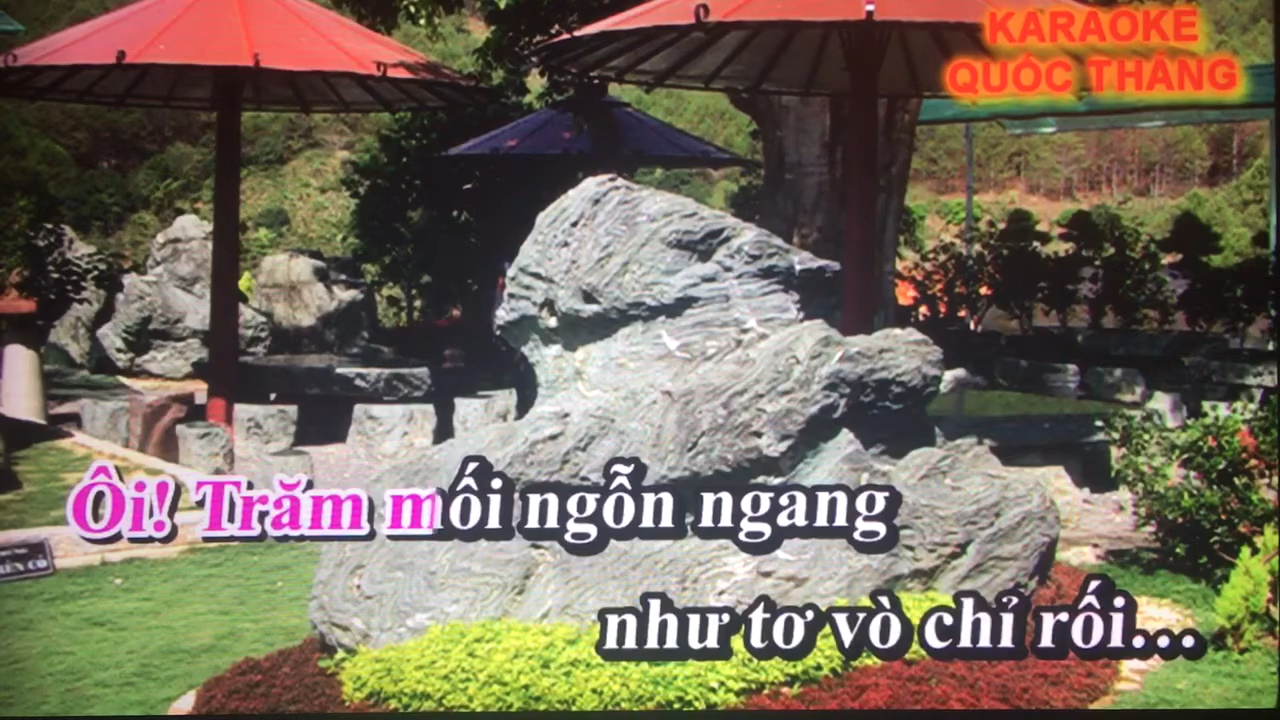 KARAOKE
QUỐC THẮNG
Ôi! Trăm mối ngỗn ngang
như tơ vò chỉ rối...